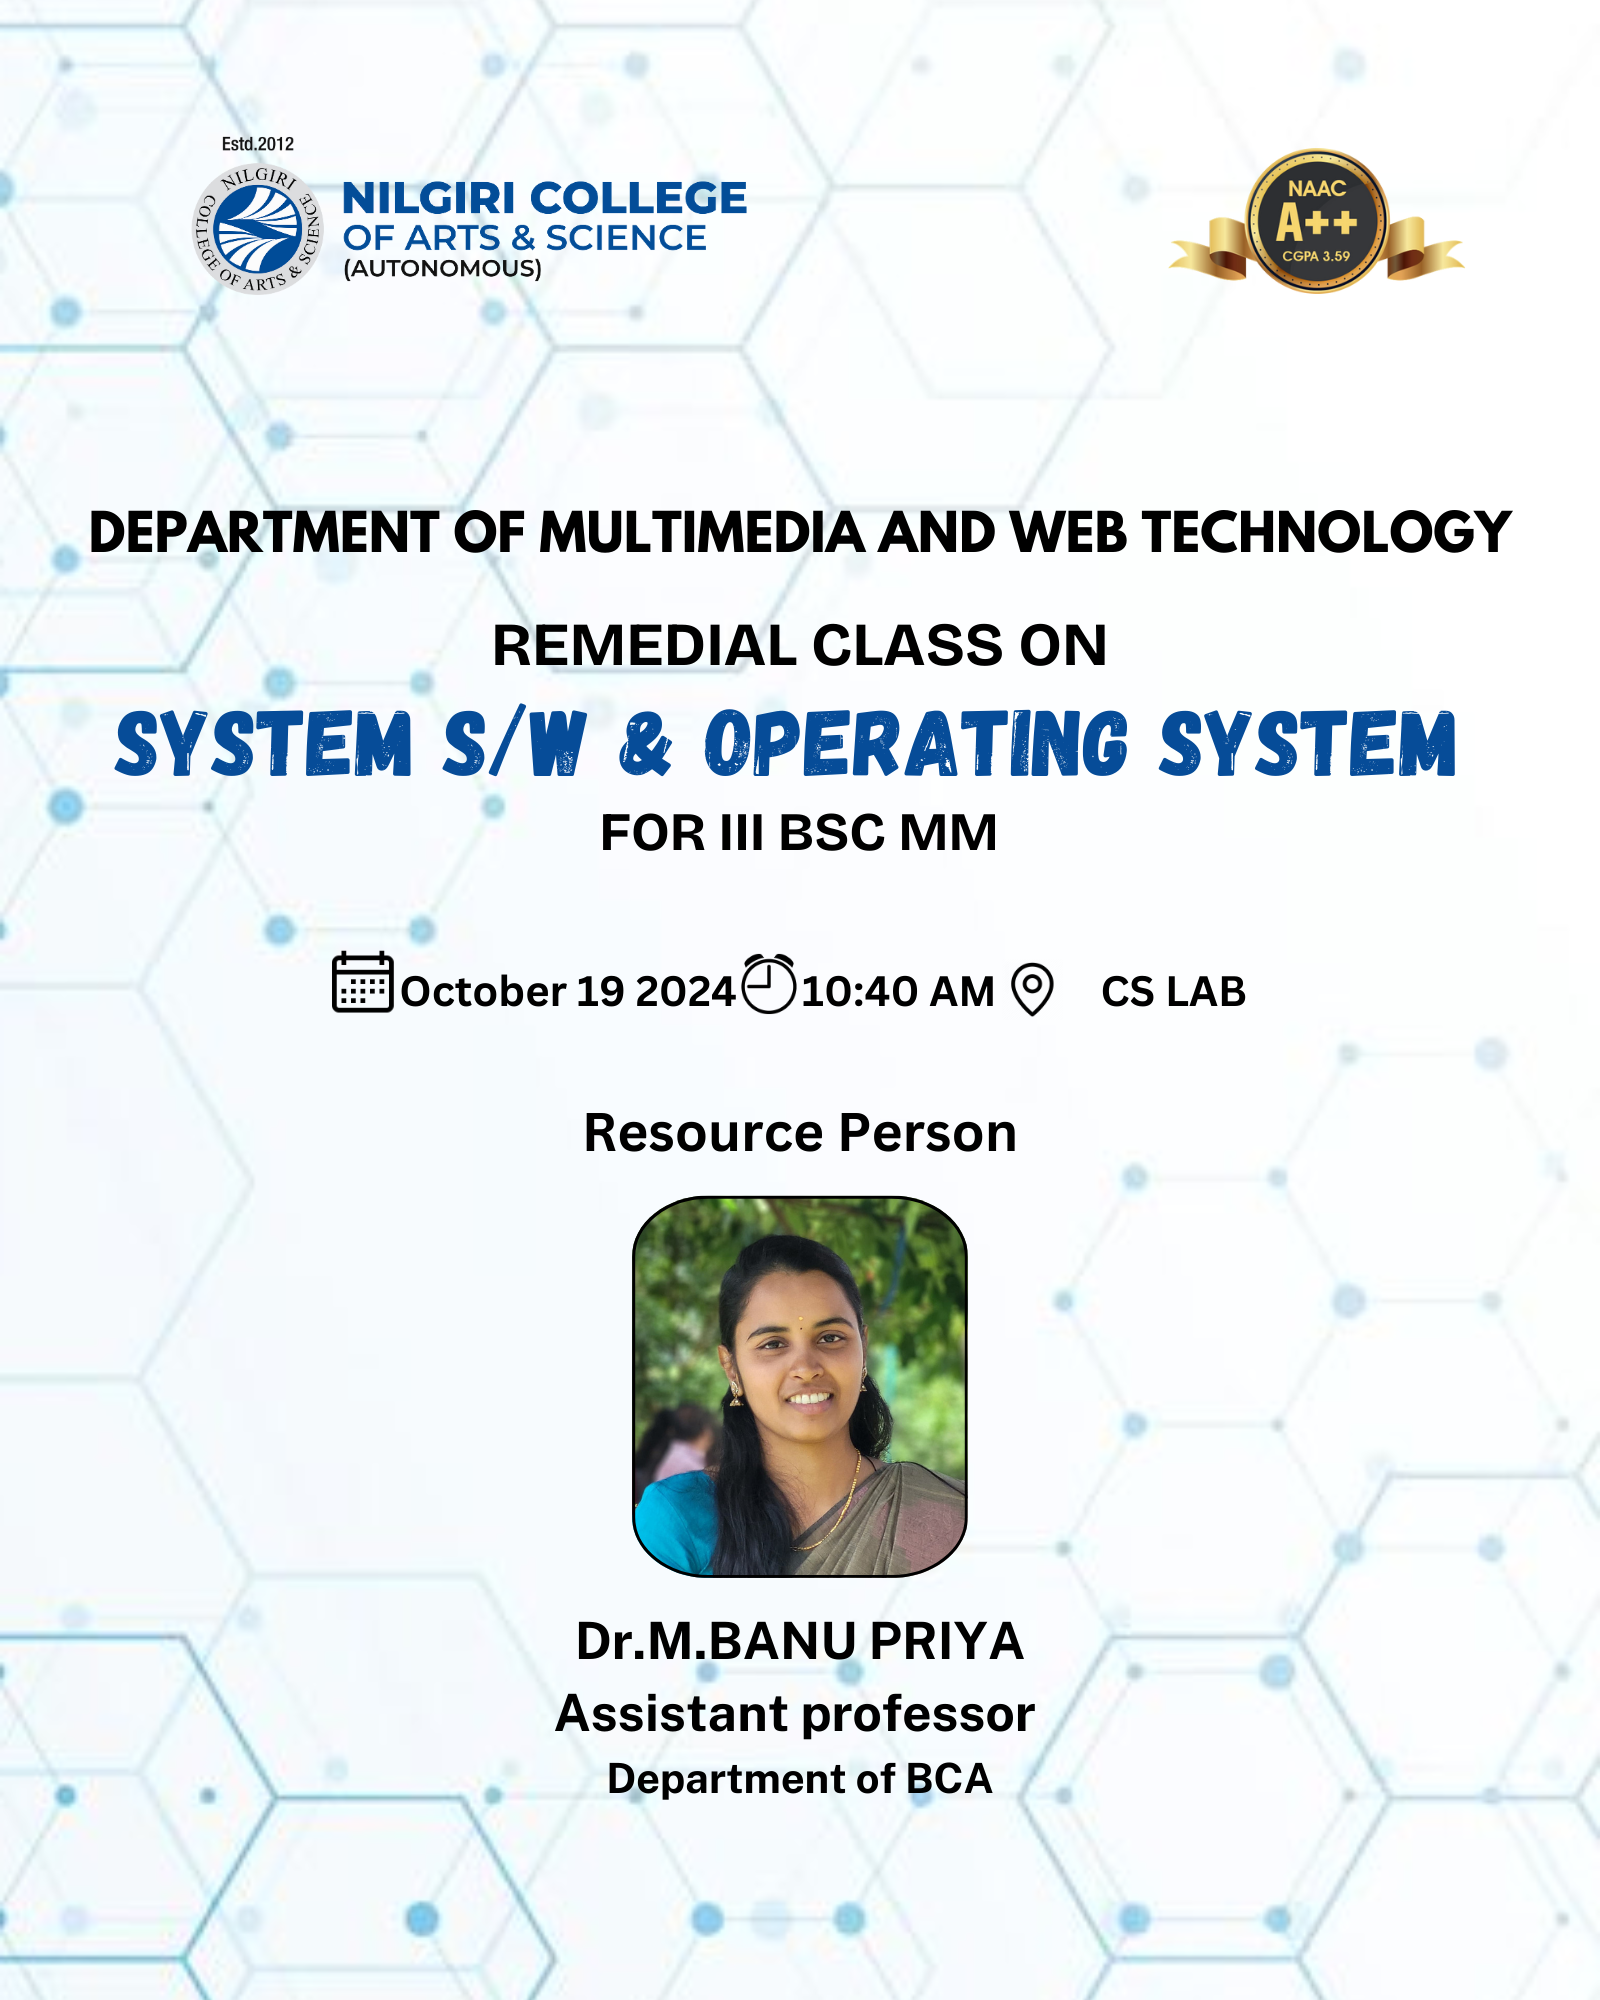 Estd.2012
NILGIRI COLLEGE OF ARTS & SCIENCE
NILGIRI COLLEGE
OF ARTS & SCIENCE
(AUTONOMOUS)
NAAC
A++
CGPA 3.59
DEPARTMENT OF MULTIMEDIA AND WEB TECHNOLOGY
REMEDIAL CLASS ON
SYSTEM S/W & OPERATING SYSTEM
FOR III BSC MM
October 19 2024 10:40 AM CS LAB
Resource Person
Dr.M.BANU PRIYA
Assistant professor
Department of BCA